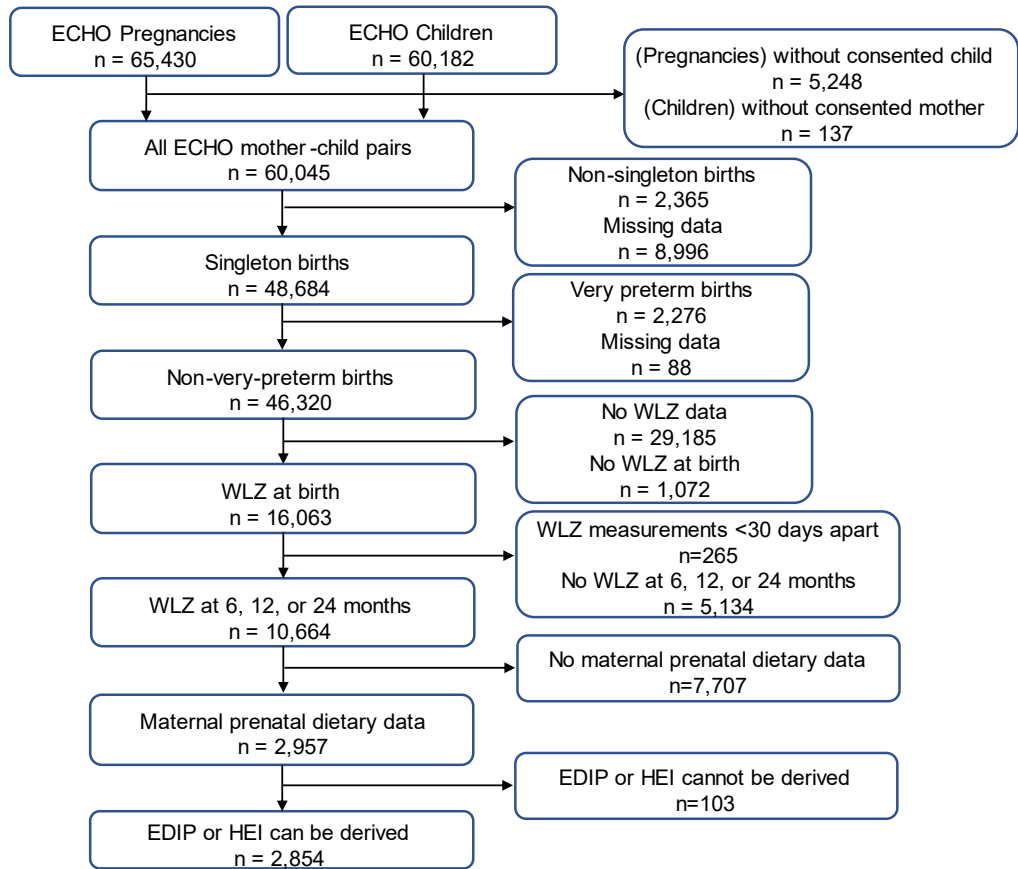 ECHO Pregnancies
n = 65,430
ECHO Children
n = 60,182
(Pregnancies) without consented child
n = 5,248
(Children) without consented mother
n = 137
All ECHO mother-child pairs
n = 60,045
Non-singleton births
n = 2,365
Missing data
n = 8,996
Singleton births
n = 48,684
Very preterm births
n = 2,276
Missing data
n = 88
Non-very-preterm births
n = 46,320
No WLZ data
n = 29,185
No WLZ at birth
n = 1,072
WLZ at birth
n = 16,063
WLZ measurements <30 days apart
n=265
No WLZ at 6, 12, or 24 months
n = 5,134
WLZ at 6, 12, or 24 months
n = 10,664
No maternal prenatal dietary data
n=7,707
Maternal prenatal dietary data
n = 2,957
EDIP or HEI cannot be derived
n=103
EDIP or HEI can be derived
n = 2,854